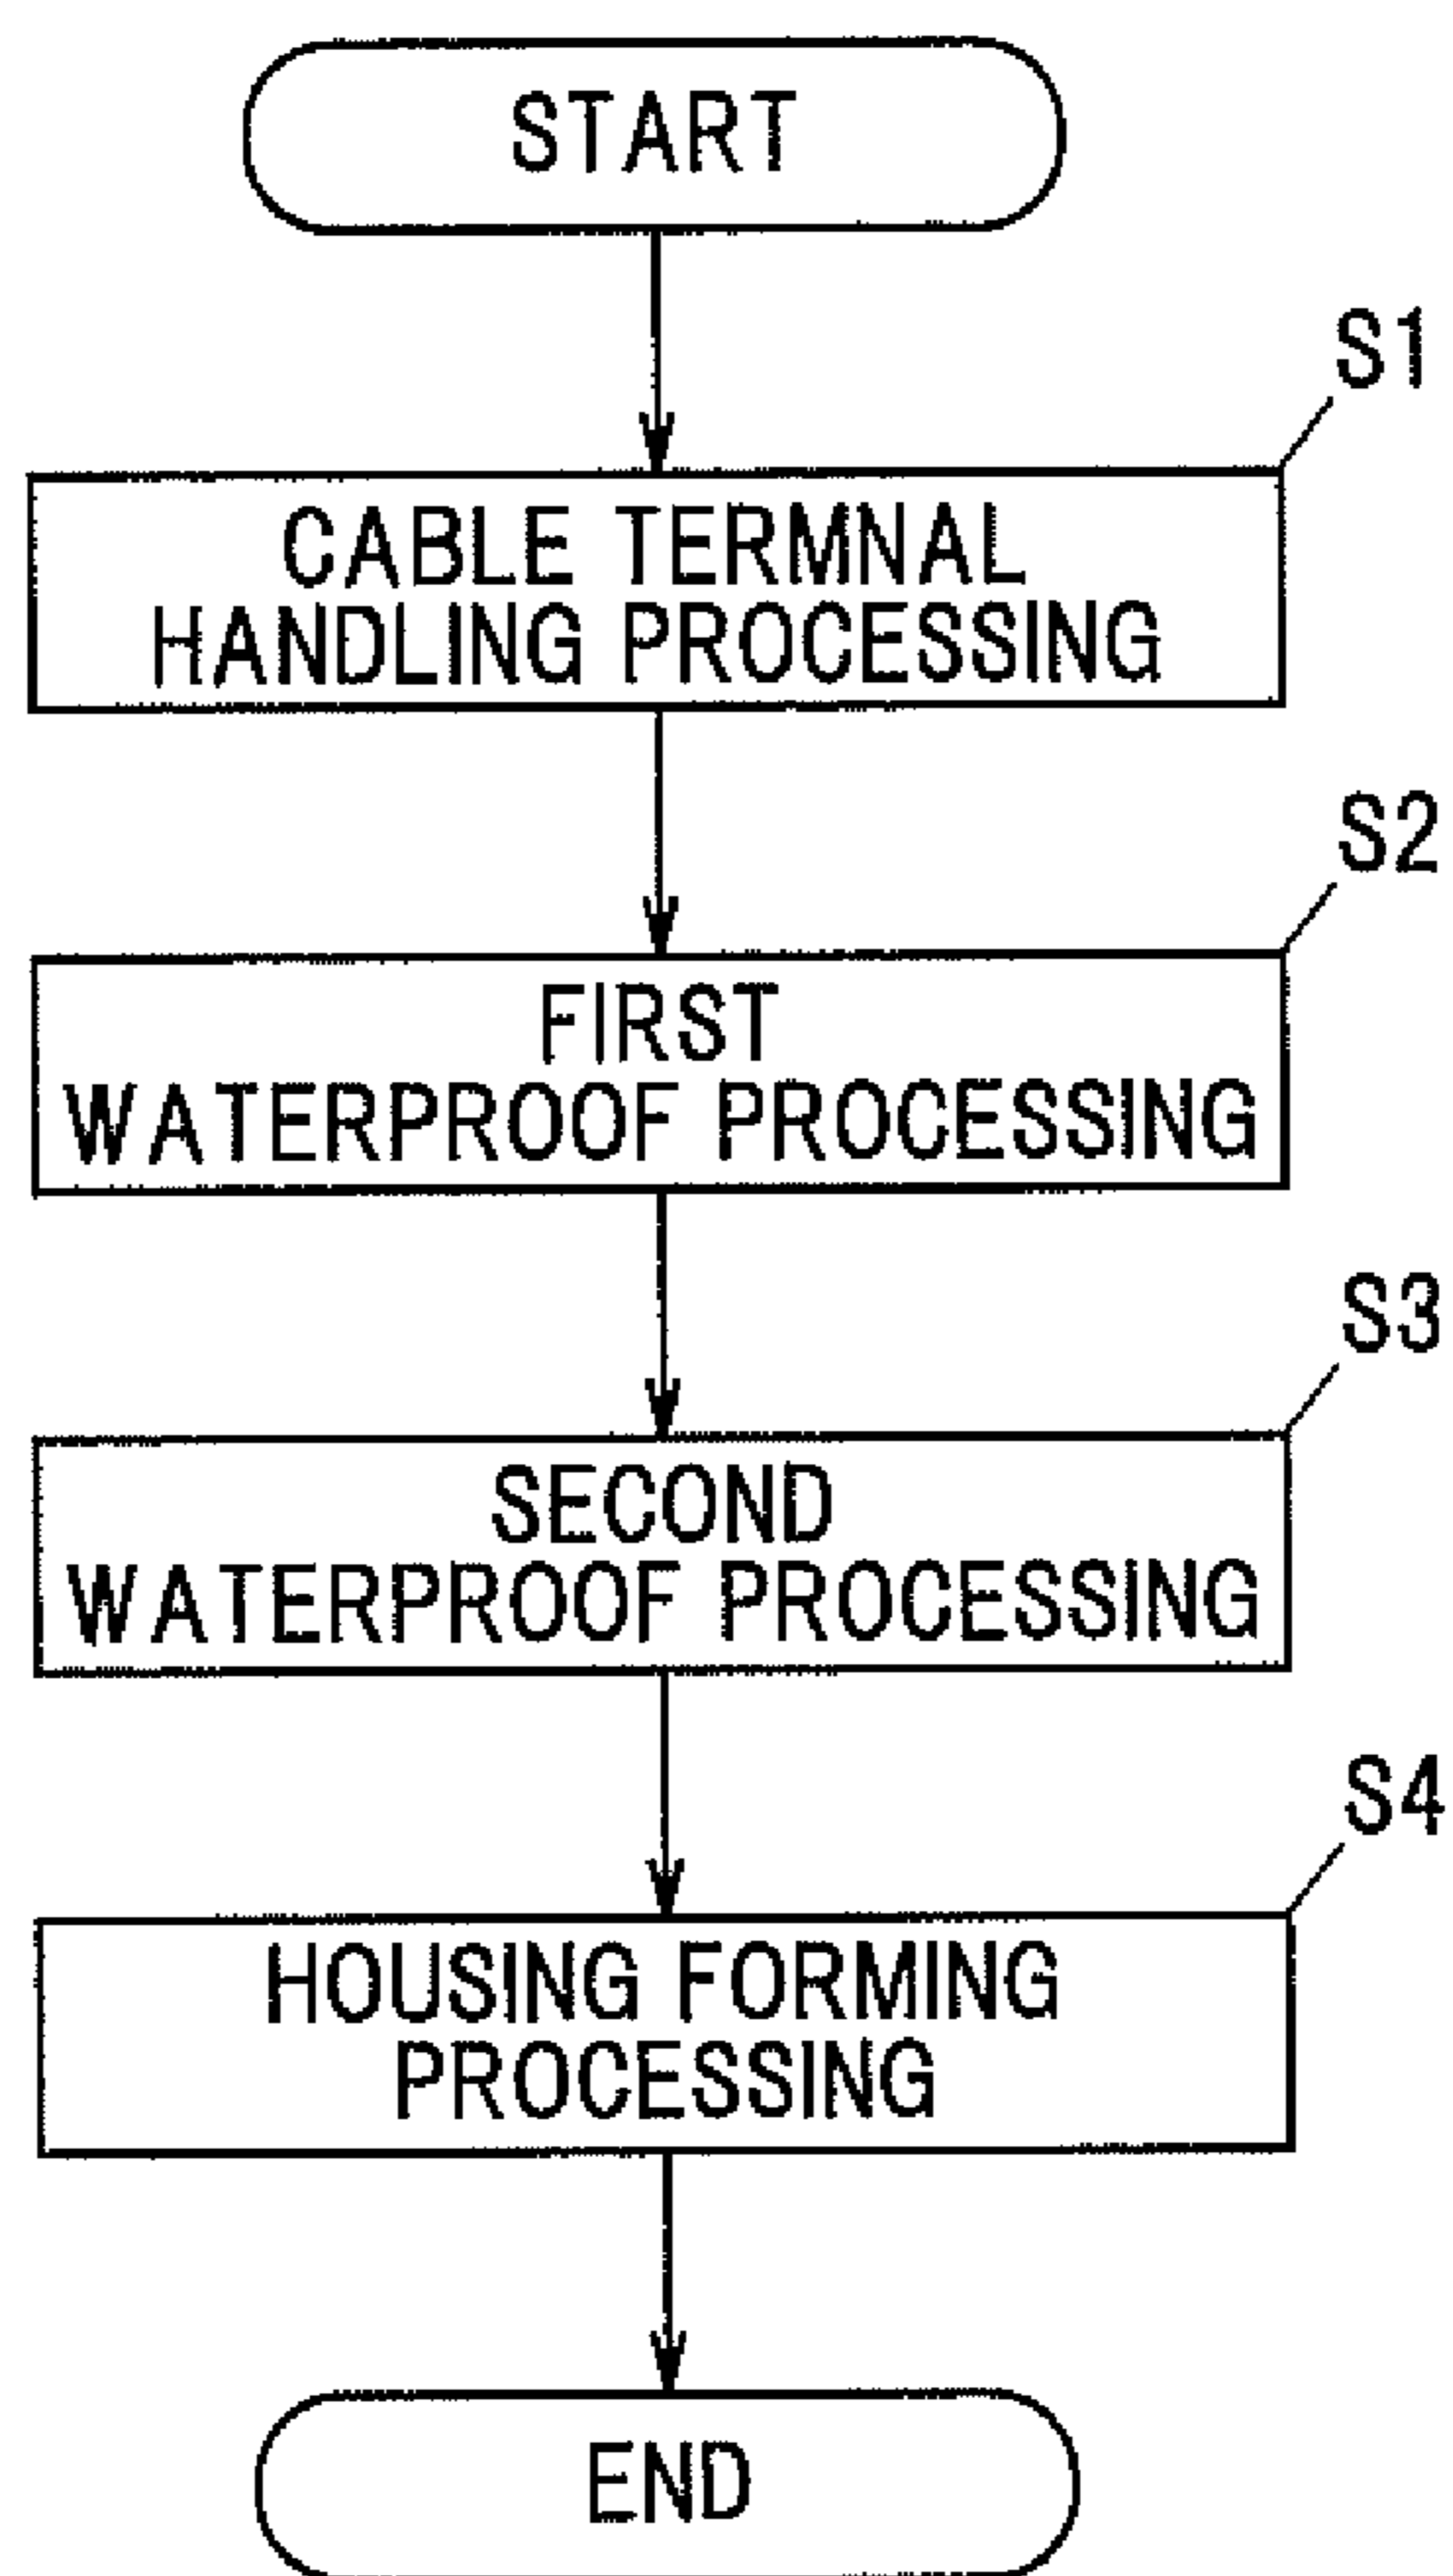 START
S1
CABLE TERMNAL
HANDLING PROCESSING
S2
FIRST
WATERPROOF PROCESSING
S3
SECOND
WATERPROOF PROCESSING
S4
HOUSING FORMING
PROCESSING
END